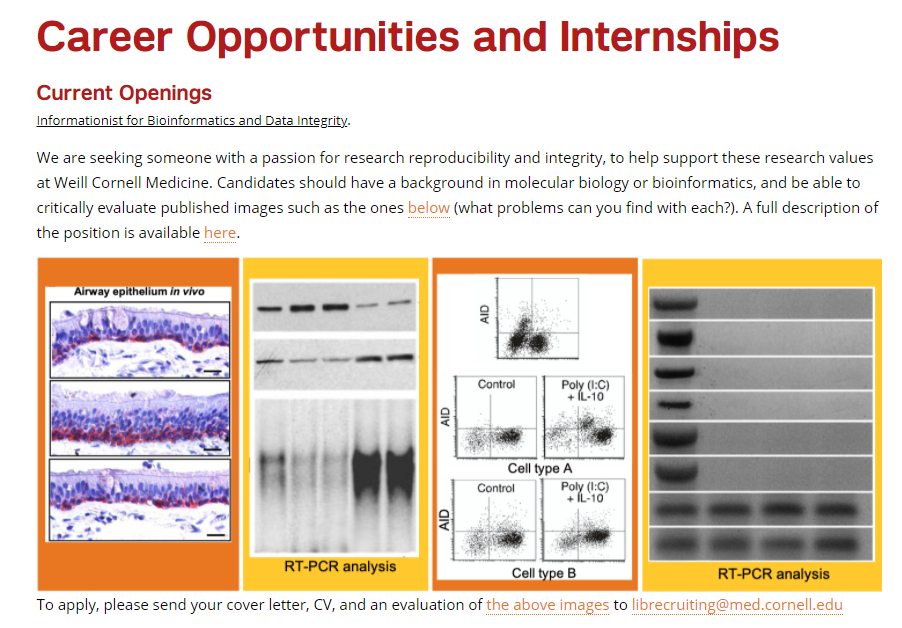 Career Opportunities and Internships
Current Openings
Informationist for Bioinformatics and Data Integrity.
We are seeking someone with a passion for research reproducibility and integrity, to help support these research values
at Weill Cornell Medicine. Candidates should have a background in molecular biology or bioinformatics, and be able to
critically evaluate published images such as the ones below (what problems can you find with each?). A full description of
the position is available here.
Airway epithelium in vivo
RT-PCR analysis
AID
Control
Poly (I:C)
+ IL-10
AID
Cell type A
Control
Poly (I:C)
+ IL-10
AID
Cell type B
RT-PCR analysis
To apply, please send your cover letter, CV, and an evaluation of the above images to librecruiting@med.cornell.edu